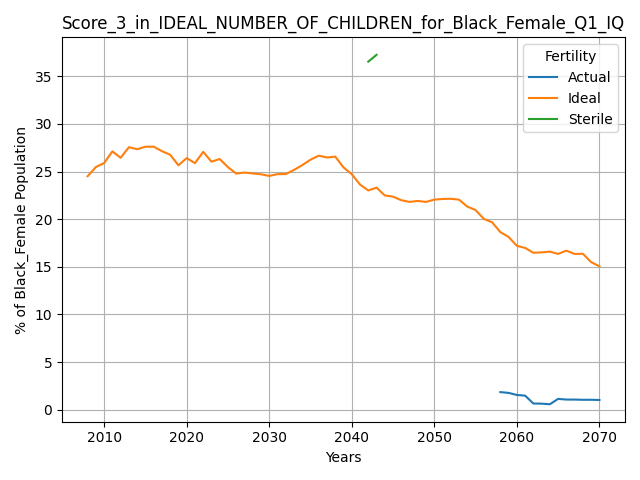 Score_3_in_IDEAL_NUMBER_OF_CHILDREN_for_Black_Female_Q1_IQ
Fertility
Actual
Ideal
Sterile
% of Black_Female Population
35
30
25
20
15
10
5
0
2010 2020 2030 2040 2050 2060 2070
Years